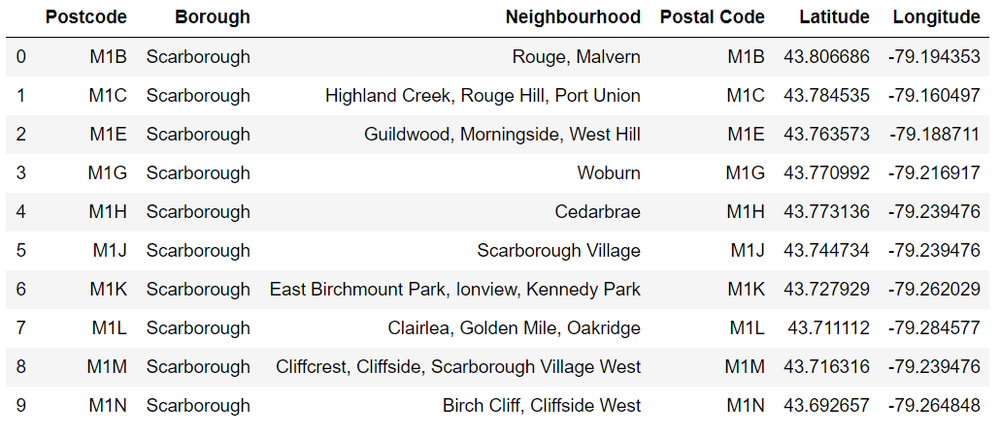 Postcode Borough Neighbourhood Postal Code Latitude Longitude
0 M1B Scarborough Rouge, Malvern M1B 43.806686 -79.194353
1 M1C Scarborough Highland Creek, Rouge Hill, Port Union M1C 43.784535 -79.160497
2 M1E Scarborough Guildwood, Morningside, West Hill M1E 43.763573 -79.188711
3 M1G Scarborough Woburn M1G 43.770992 -79.216917
4 M1H Scarborough Cedarbrae M1H 43.773136 -79.239476
5 M1J Scarborough Scarborough Village M1J 43.744734 -79.239476
6 M1K Scarborough East Birchmount Park, Ionview, Kennedy Park M1K 43.727929 -79.262029
7 M1L Scarborough Clairlea, Golden Mile, Oakridge M1L 43.711112 -79.284577
8 M1M Scarborough Cliffcrest, Cliffside, Scarborough Village West M1M 43.716316 -79.239476
9 M1N Scarborough Birch Cliff, Cliffside West M1N 43.692657 -79.264848